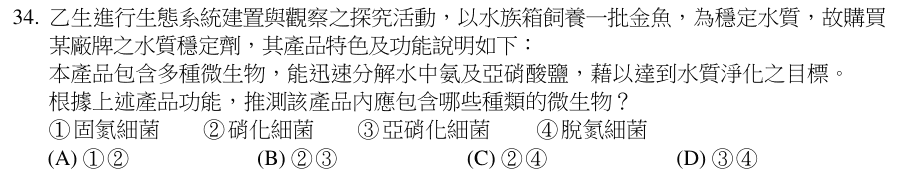 34. 乙生進行生態系統建置與觀察之探究活動，以水族箱飼養一批金魚，為穩定水質，故購買
某廠牌之水質穩定劑，其產品特色及功能說明如下：
本產品包含多種微生物，能迅速分解水中氨及亞硝酸鹽，藉以達到水質淨化之目標。
根據上述產品功能，推測該產品內應包含哪些種類的微生物？
①固氮細菌 ②硝化細菌 ③亞硝化細菌 ④脫氮細菌
(A) ①② (B) ②③ (C) ②④ (D) ③④